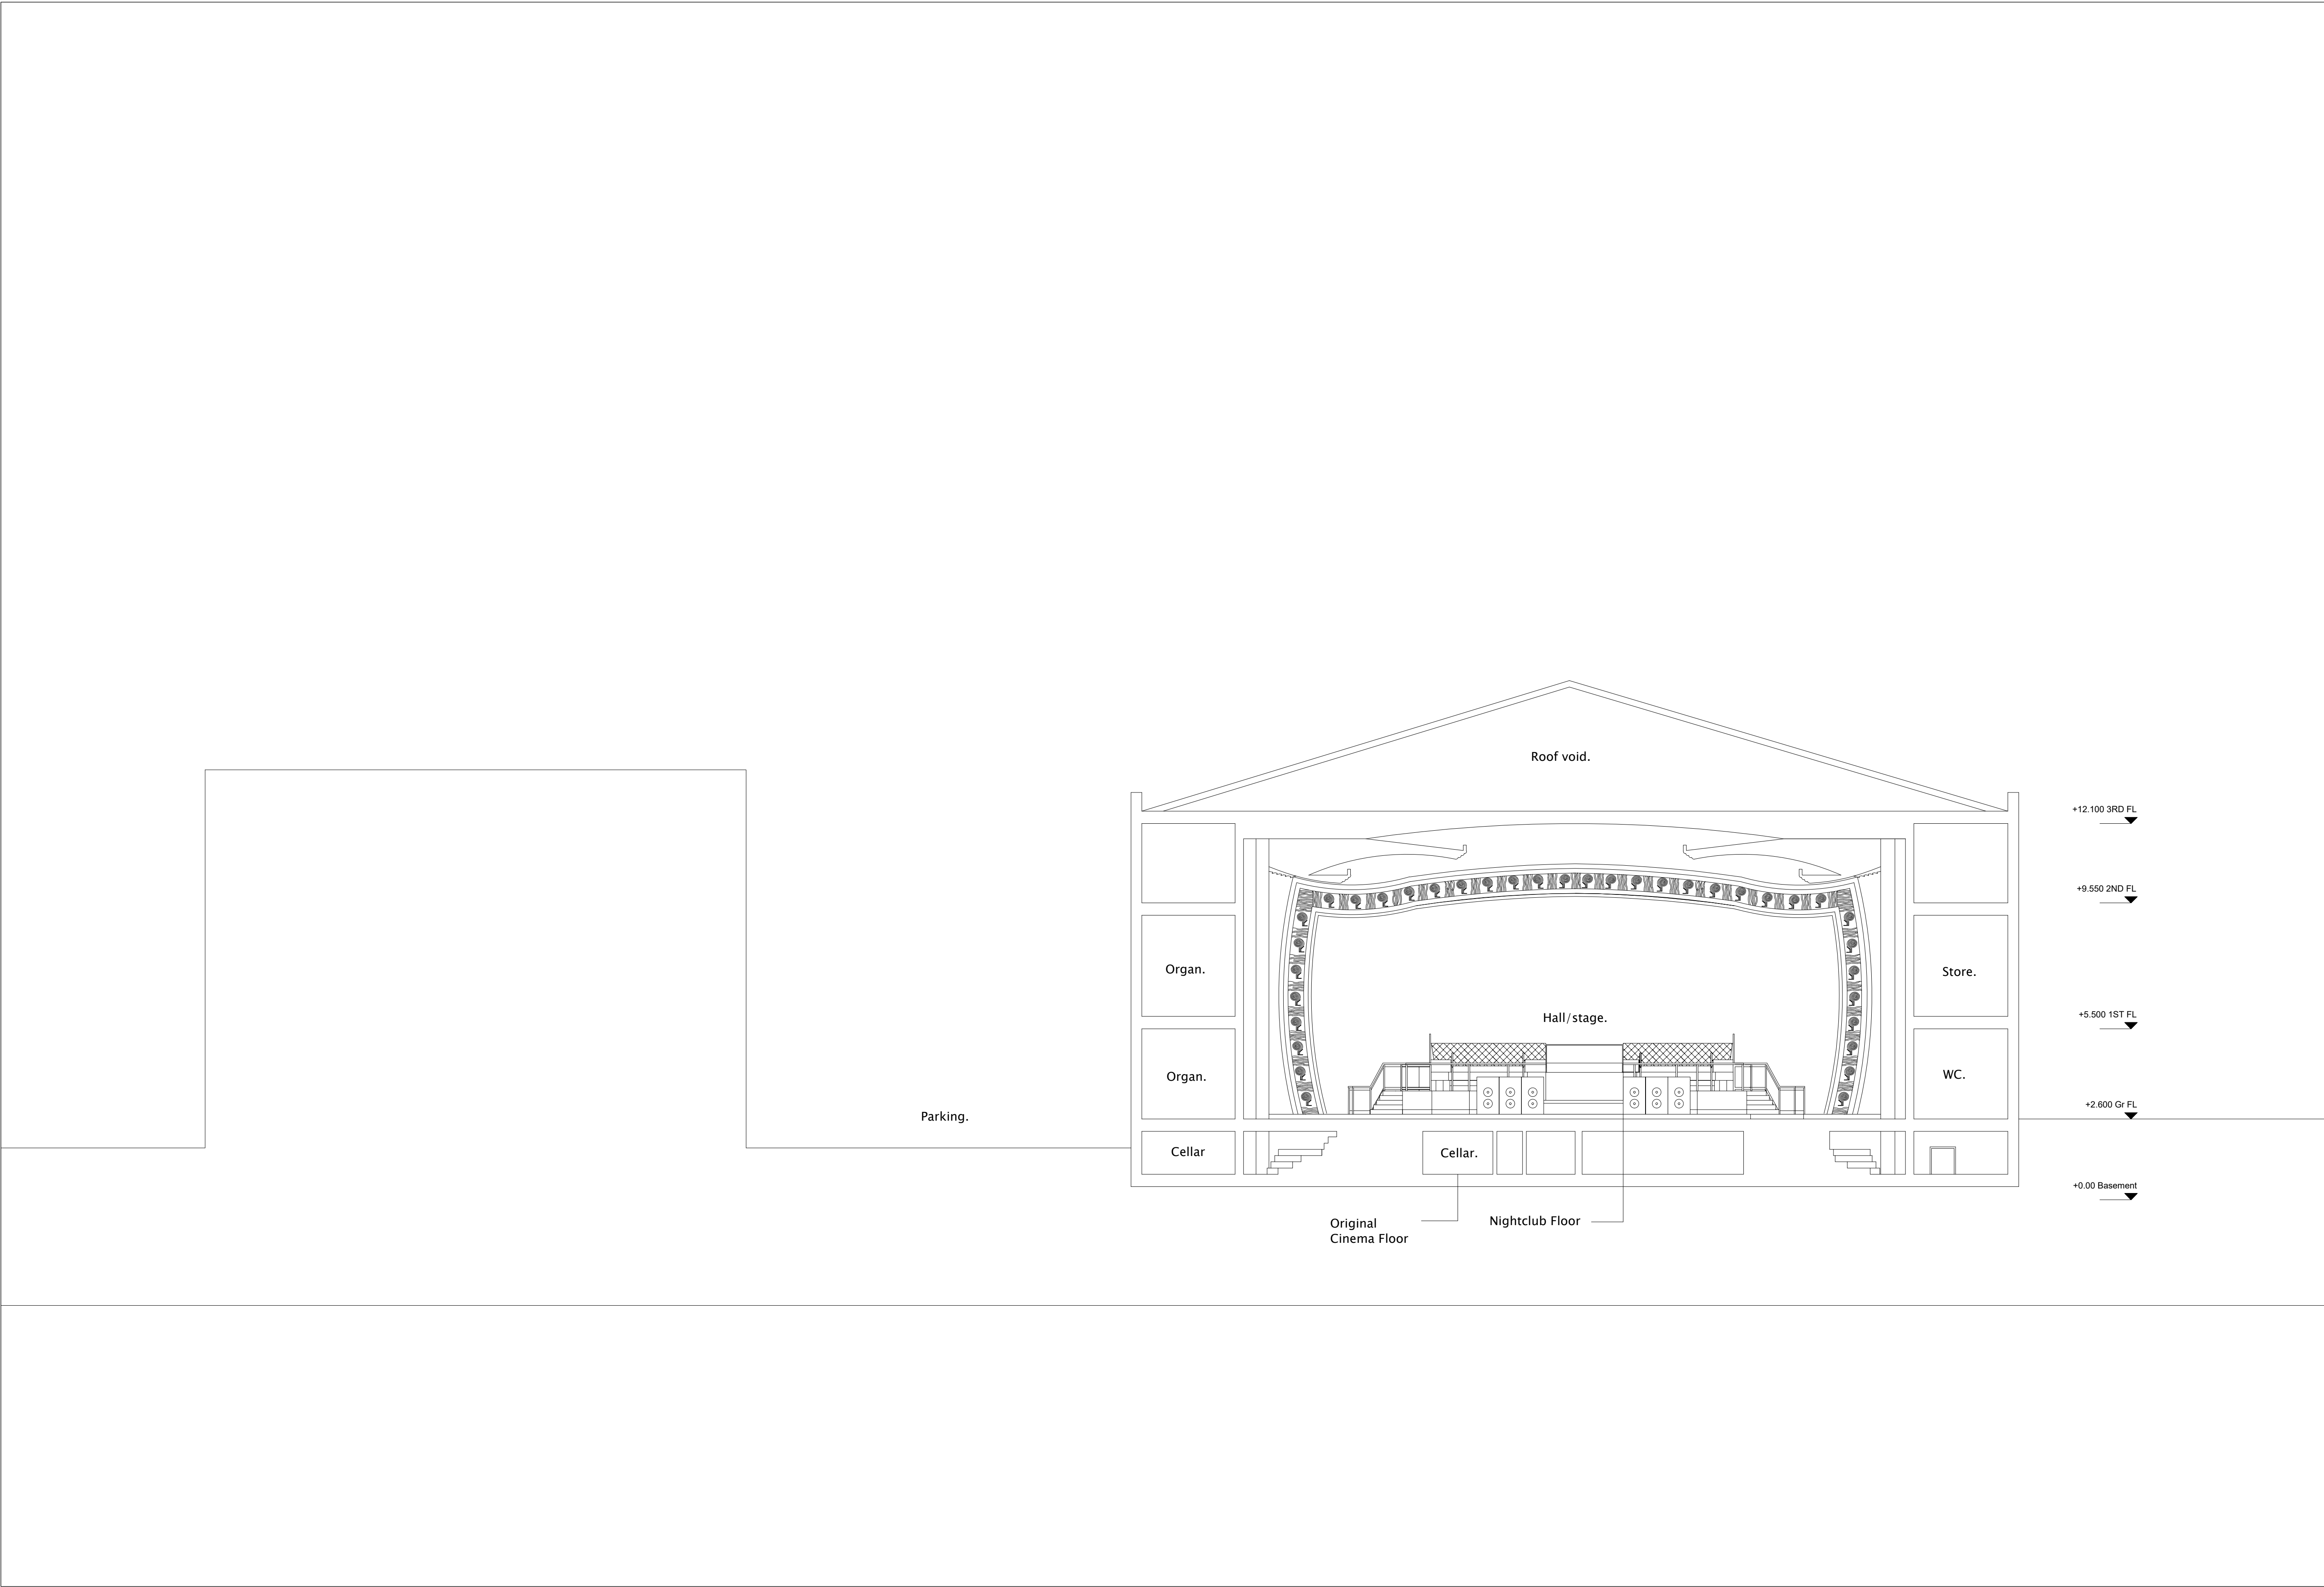 Roof void.
+12.100 3RD FL
+9.550 2ND FL
Organ.
Store.
Hall/stage.
+5.500 1ST FL
Organ.
WC.
Parking.
+2.600 Gr FL
Cellar
Cellar.
+0.00 Basement
Original
Cinema Floor
Nightclub Floor